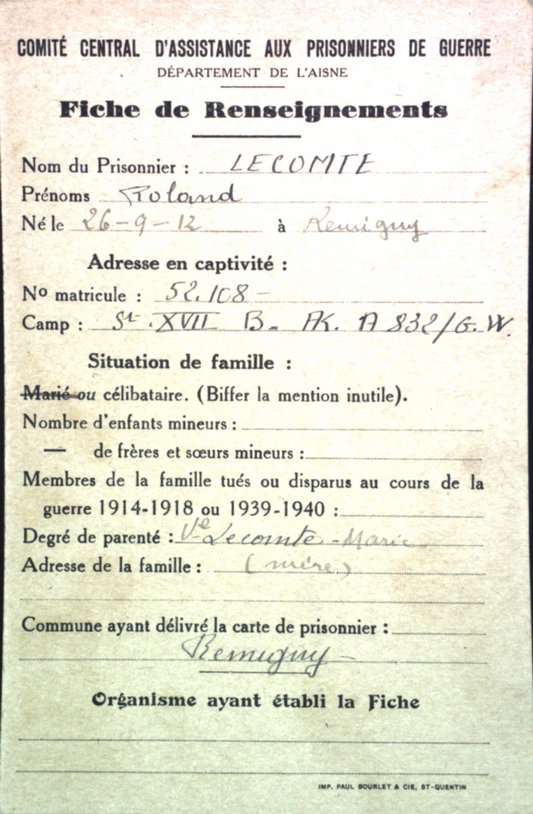 COMITÉ CENTRAL D'ASSISTANCE AUX PRISONNIERS DE GUERRE
DÉPARTEMENT DE L'AISNE
Fiche de Renseignements
Nom du Prisonnier : LECOMTE
Prénoms Roland
Né le 26-9-12 à Remigny
Adresse en captivité :
Nº matricule : 52.108 -
Camp : St. XVII B. AK. A 832/G.W.
Situation de famille :
Marié ou célibataire. (Biffer la mention inutile).
Nombre d'enfants mineurs :
— de frères et sœurs mineurs :
Membres de la famille tués ou disparus au cours de la
guerre 1914-1918 ou 1939-1940 :
Degré de parenté : Vve Lecomte-Marie
Adresse de la famille : (mère)
Commune ayant délivré la carte de prisonnier :
Remigny -
Organisme ayant établi la Fiche
IMP. PAUL BOURLET & CIE, ST-QUENTIN